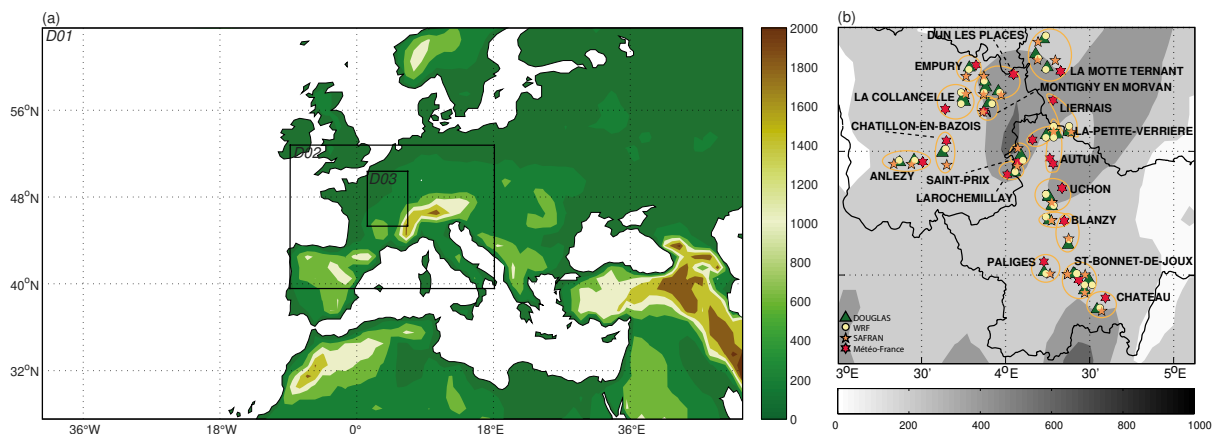 (a)
D01
D02
D03
56°N
48°N
40°N
32°N
36°W
18°W
0°
18°E
36°E
2000
1800
1600
1400
1200
1000
800
600
400
200
0
(b)
DUN LES PLACES
EMPURY
LA MOTTE TERNANT
MONTIGNY EN MORVAN
LA COLLANCELLE
LIERNAIS
CHATILLON-EN-BAZOIS
LA-PETITE-VERRIÈRE
AUTUN
ANLEZY
SAINT-PRIX
UCHON
LAROCHEMILLAY
BLANZY
PALIGES
ST-BONNET-DE-JOUX
CHATEAU
DOUGLAS
WRF
SAFRAN
Météo-France
3°E
30'
4°E
30'
5°E
0
200
400
600
800
1000